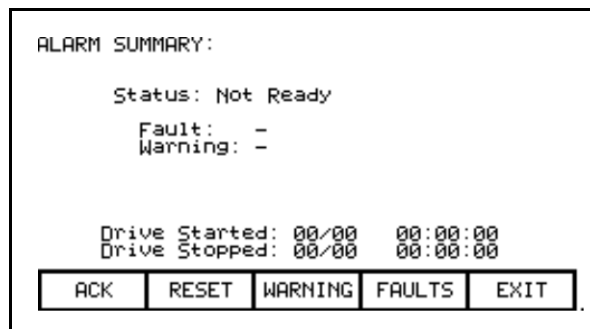 ALARM SUMMARY:
Status: Not Ready
Fault: -
Warning: -
Drive Started: 00/00 00:00:00
Drive Stopped: 00/00 00:00:00
ACK RESET WARNING FAULTS EXIT
.